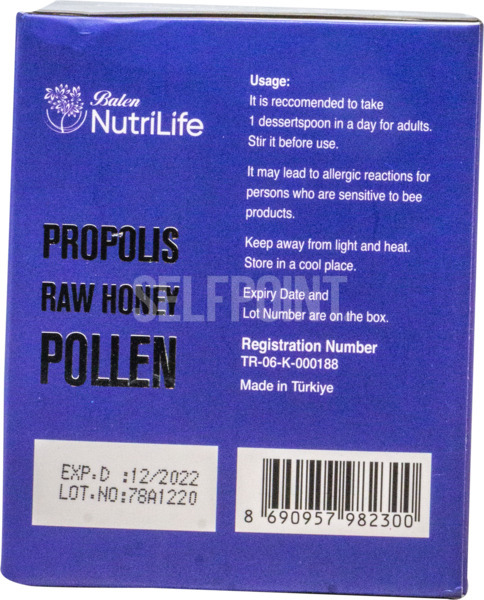 Balen
NutriLife
PROPOLIS
RAW HONEY
POLLEN
Usage:
It is reccomended to take
1 dessertspoon in a day for adults.
Stir it before use.
It may lead to allergic reactions for
persons who are sensitive to bee
products.
Keep away from light and heat.
Store in a cool place.
Expiry Date and
Lot Number are on the box.
Registration Number
TR-06-K-000188
Made in Türkiye
SELFPOINT
EXP.D :12/2022
LOT.NO:78A1220
8 690957 982300